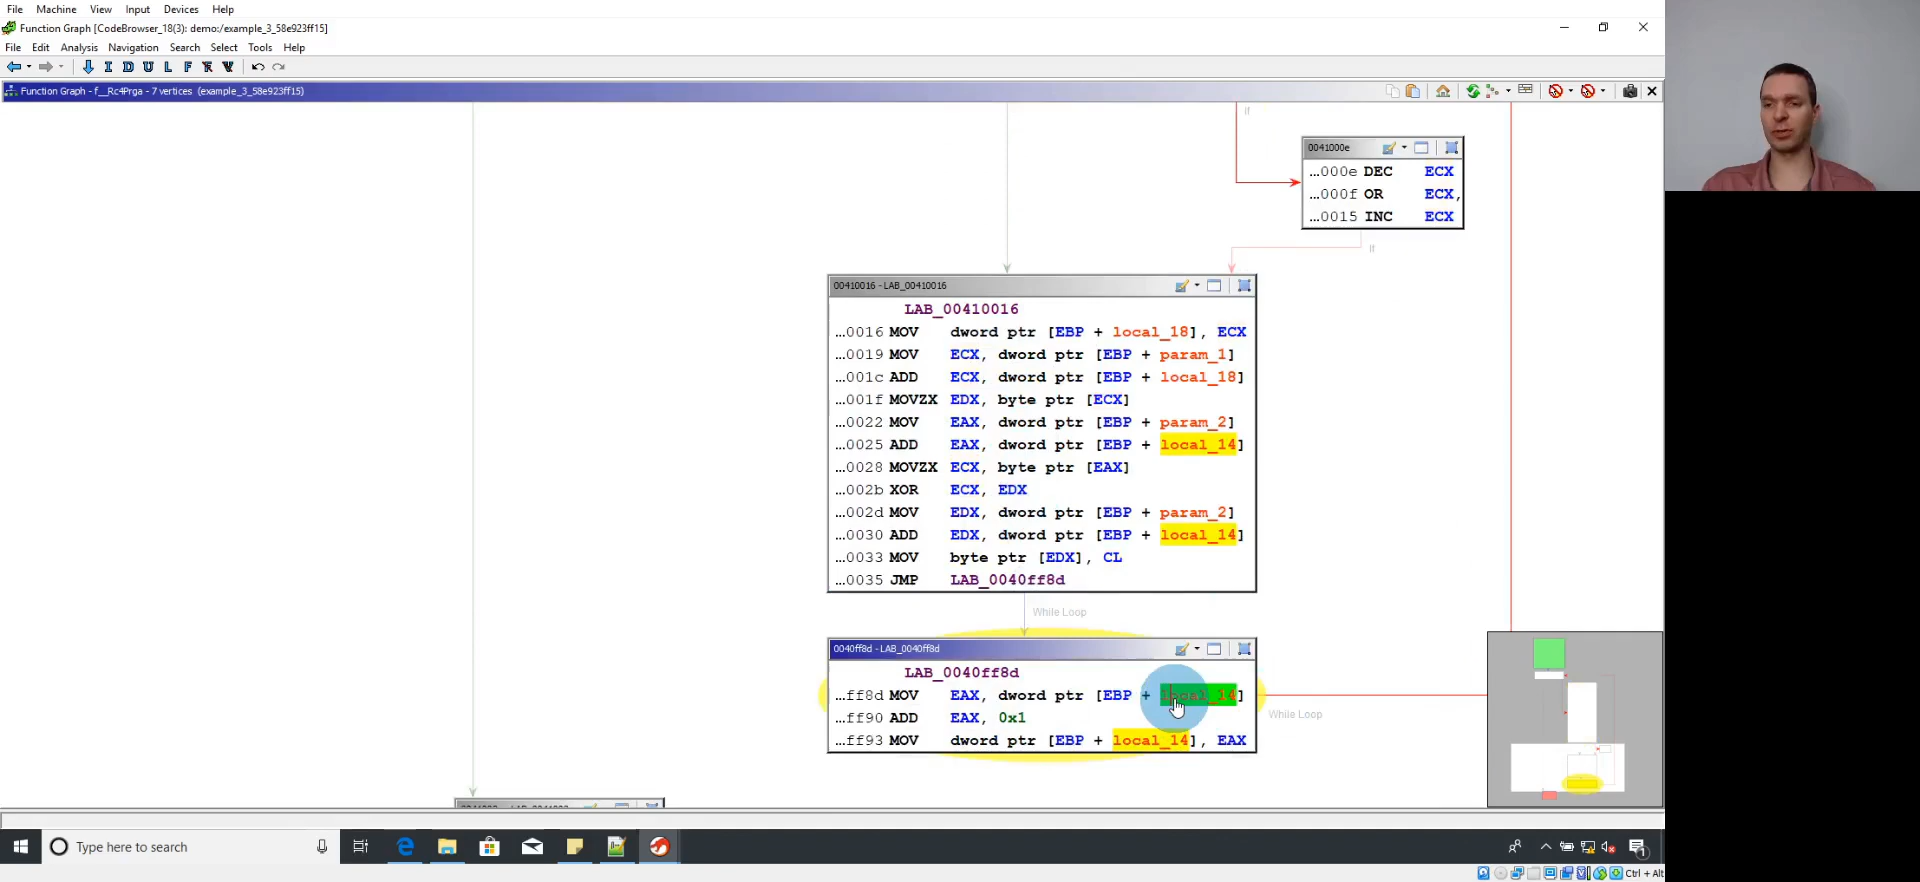 File Machine View Input Devices Help
Function Graph [CodeBrowser_18(3): demo:/example_3_58e923ff15]
File Edit Analysis Navigation Search Select Tools Help
I D U L F
Function Graph - f__Rc4Prga - 7 vertices (example_3_58e923ff15)
If
0041000e
...000e DEC ECX
...000f OR ECX,
...0015 INC ECX
If
00410016 - LAB_00410016
LAB_00410016
...0016 MOV dword ptr [EBP + local_18], ECX
...0019 MOV ECX, dword ptr [EBP + param_1]
...001c ADD ECX, dword ptr [EBP + local_18]
...001f MOVZX EDX, byte ptr [ECX]
...0022 MOV EAX, dword ptr [EBP + param_2]
...0025 ADD EAX, dword ptr [EBP + local_14]
...0028 MOVZX ECX, byte ptr [EAX]
...002b XOR ECX, EDX
...002d MOV EDX, dword ptr [EBP + param_2]
...0030 ADD EDX, dword ptr [EBP + local_14]
...0033 MOV byte ptr [EDX], CL
...0035 JMP LAB_0040ff8d
While Loop
0040ff8d - LAB_0040ff8d
LAB_0040ff8d
...ff8d MOV EAX, dword ptr [EBP + local_14]
...ff90 ADD EAX, 0x1
...ff93 MOV dword ptr [EBP + local_14], EAX
While Loop
Type here to search
1
Ctrl + Alt